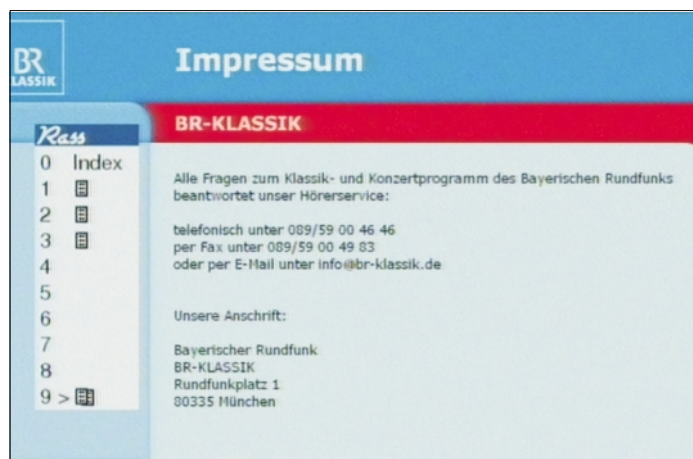 BR
KLASSIK
Impressum
BR-KLASSIK
Rass
0 Index
1
2
3
4
5
6
7
8
9 >
Alle Fragen zum Klassik- und Konzertprogramm des Bayerischen Rundfunks
beantwortet unser Hörerservice:
telefonisch unter 089/59 00 46 46
per Fax unter 089/59 00 49 83
oder per E-Mail unter info@br-klassik.de
Unsere Anschrift:
Bayerischer Rundfunk
BR-KLASSIK
Rundfunkplatz 1
80335 München